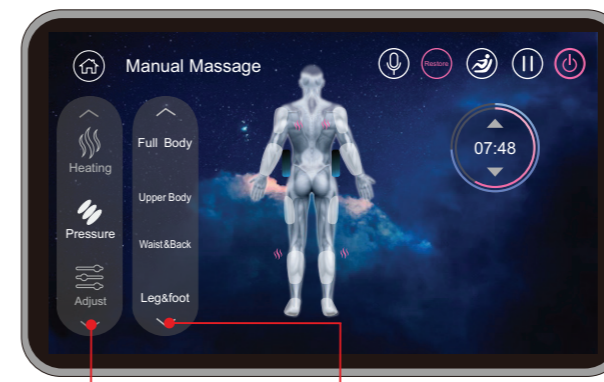 Manual Massage
Restore
Heating
Pressure
Adjust
Full Body
Upper Body
Waist&Back
Leg&foot
07:48